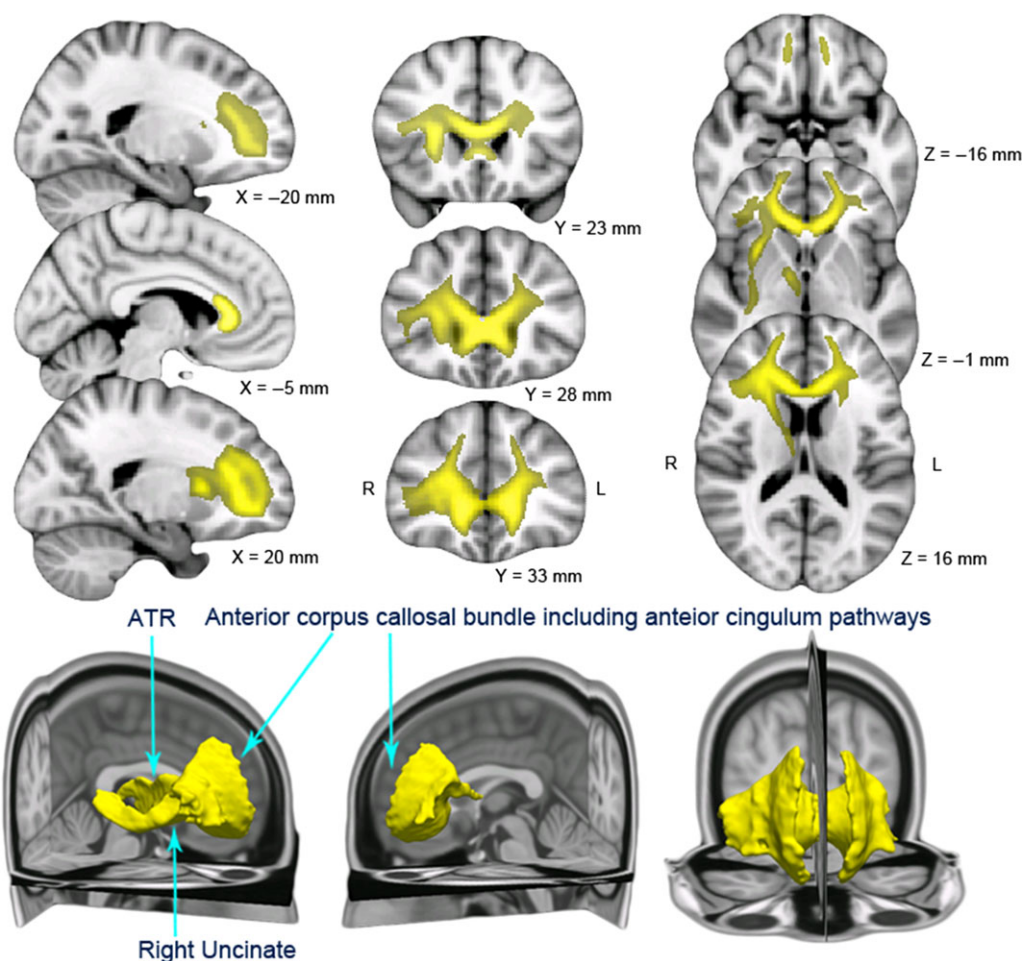 X = –20 mm
Y = 23 mm
Z = –16 mm
X = –5 mm
Y = 28 mm
Z = –1 mm
R
L
R
L
X = 20 mm
Y = 33 mm
Z = 16 mm
ATR
Anterior corpus callosal bundle including anteior cingulum pathways
Right Uncinate